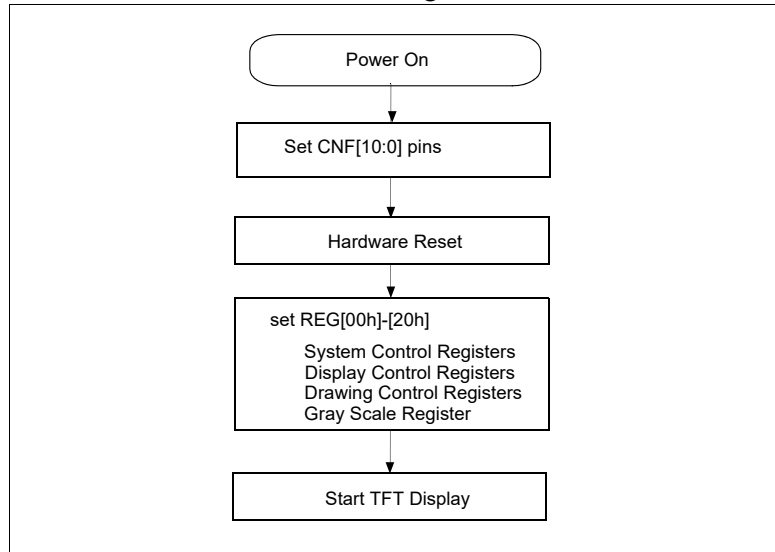 Power On
Set CNF[10:0] pins
Hardware Reset
set REG[00h]-[20h]
System Control Registers
Display Control Registers
Drawing Control Registers
Gray Scale Register
Start TFT Display